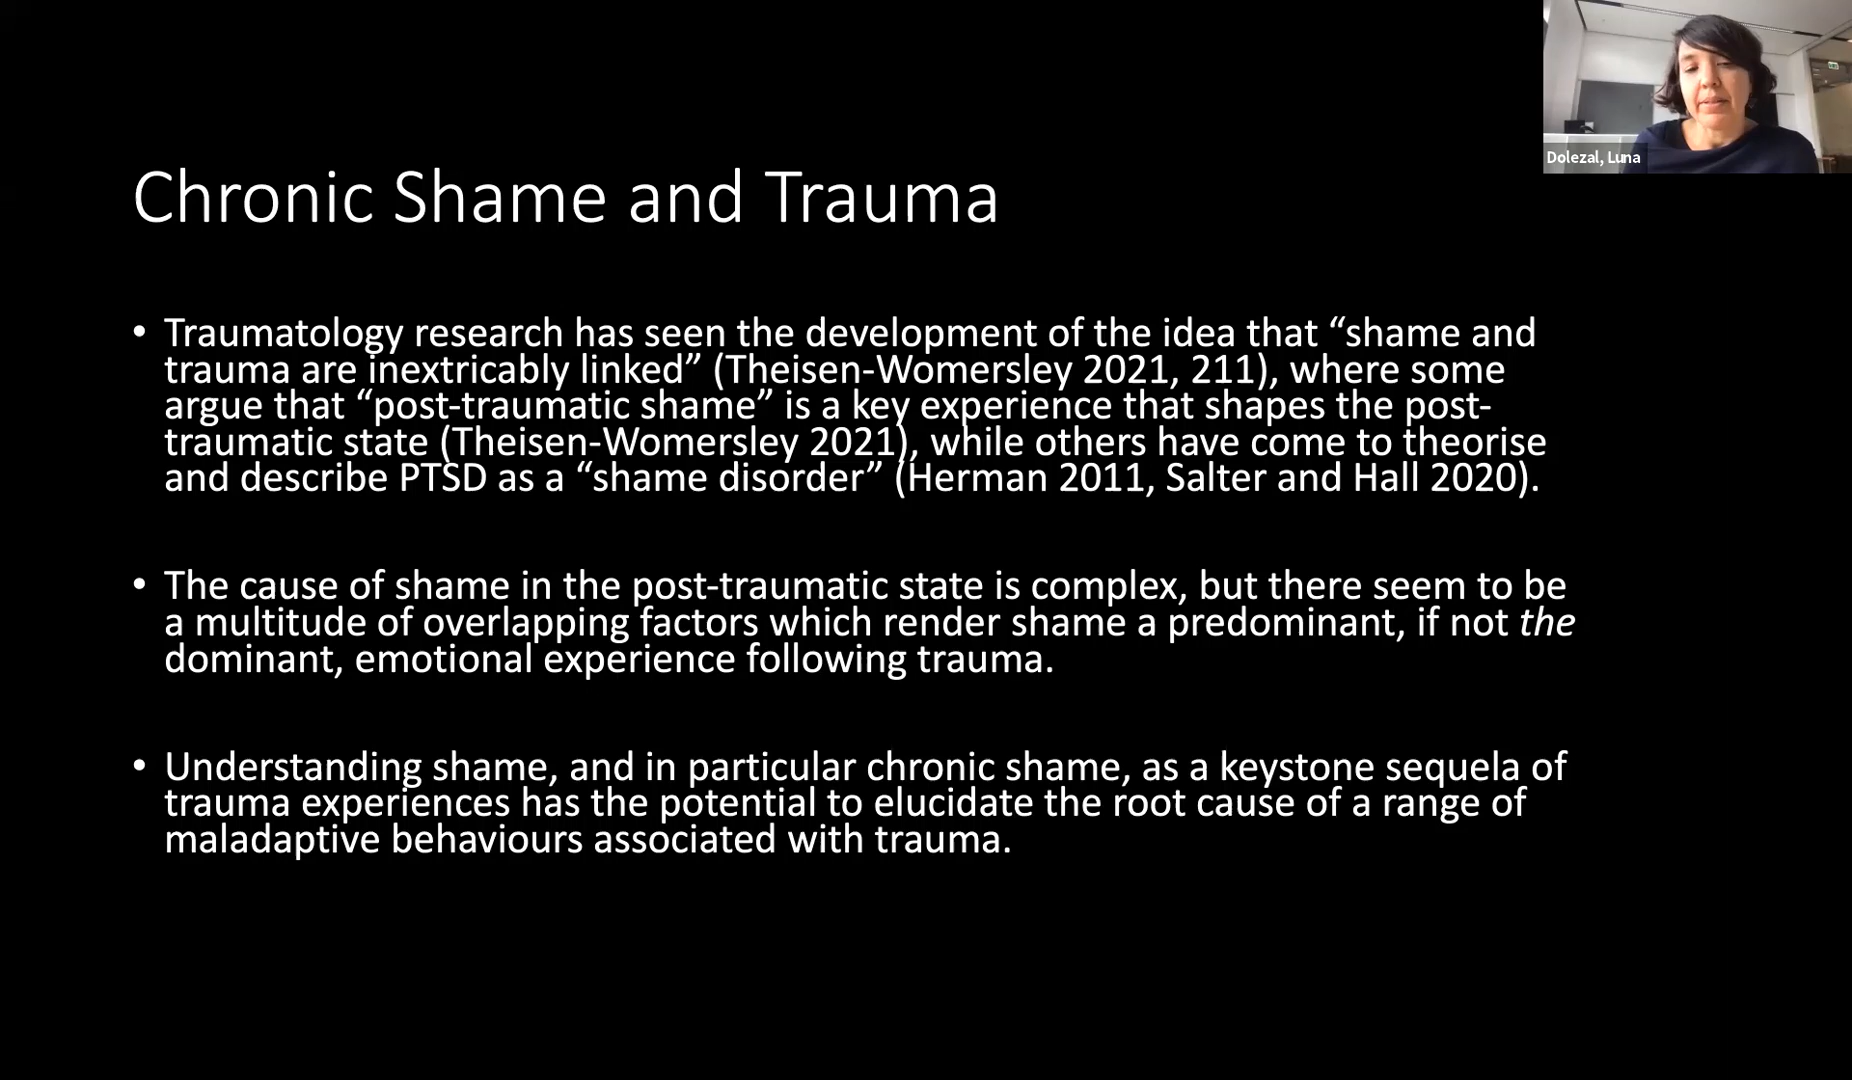 Dolezal, Luna
Chronic Shame and Trauma
• Traumatology research has seen the development of the idea that “shame and
trauma are inextricably linked” (Theisen-Womersley 2021, 211), where some
argue that “post-traumatic shame” is a key experience that shapes the post-
traumatic state (Theisen-Womersley 2021), while others have come to theorise
and describe PTSD as a “shame disorder” (Herman 2011, Salter and Hall 2020).
• The cause of shame in the post-traumatic state is complex, but there seem to be
a multitude of overlapping factors which render shame a predominant, if not the
dominant, emotional experience following trauma.
• Understanding shame, and in particular chronic shame, as a keystone sequela of
trauma experiences has the potential to elucidate the root cause of a range of
maladaptive behaviours associated with trauma.